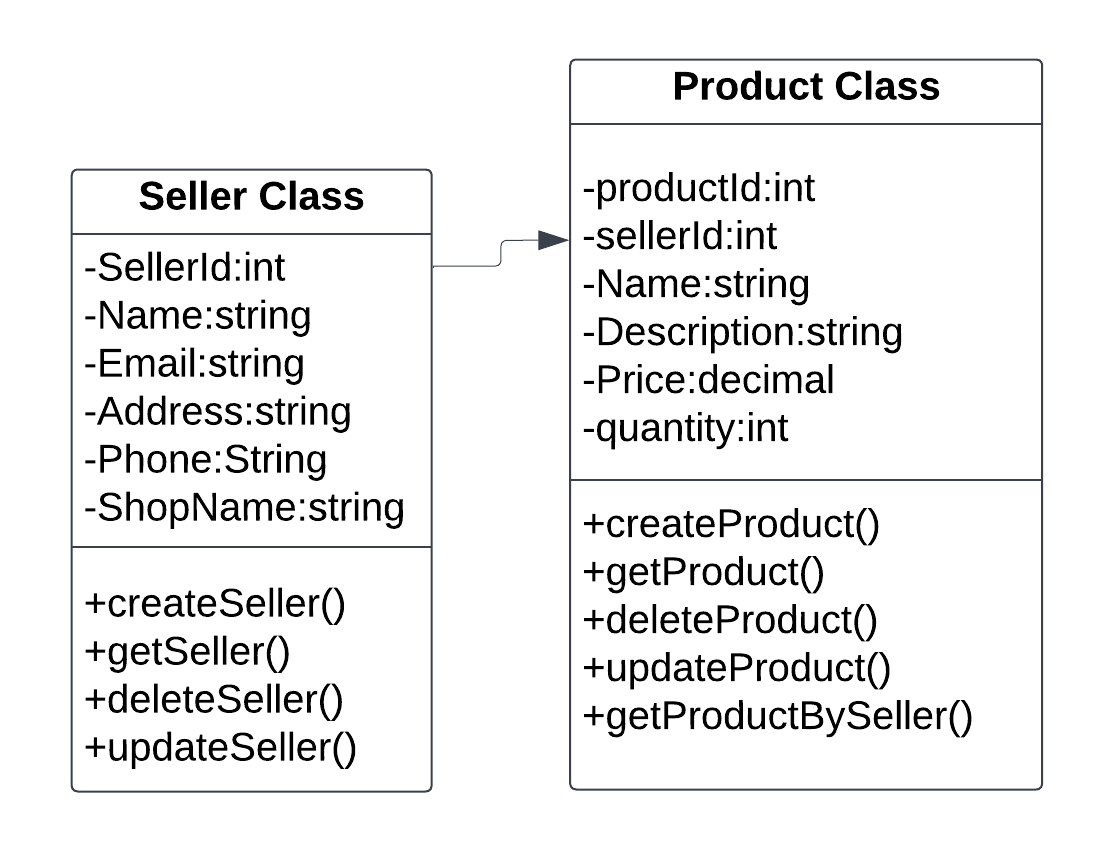 Seller Class
-SellerId:int
-Name:string
-Email:string
-Address:string
-Phone:String
-ShopName:string
+createSeller()
+getSeller()
+deleteSeller()
+updateSeller()
Product Class
-productId:int
-sellerId:int
-Name:string
-Description:string
-Price:decimal
-quantity:int
+createProduct()
+getProduct()
+deleteProduct()
+updateProduct()
+getProductBySeller()